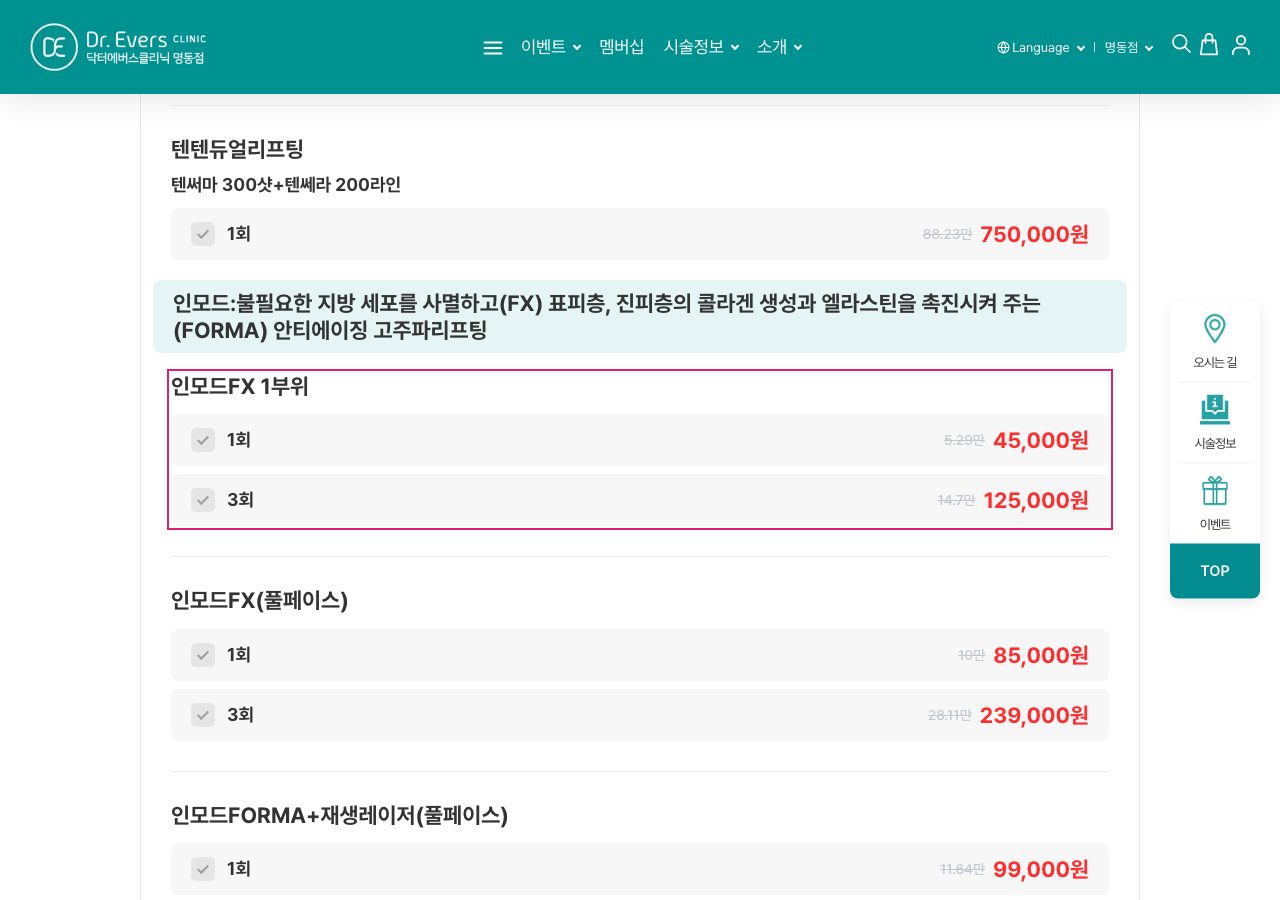 Dr. Evers CLINIC
닥터에버스클리닉 명동점
이벤트
멤버십
시술정보
소개
Language
명동점
텐텐듀얼리프팅
텐써마 300샷+텐쎄라 200라인
1회 88.23만 750,000원
인모드:불필요한 지방 세포를 사멸하고(FX) 표피층, 진피층의 콜라겐 생성과 엘라스틴을 촉진시켜 주는
(FORMA) 안티에이징 고주파리프팅
인모드FX 1부위
1회 5.29만 45,000원
3회 14.7만 125,000원
인모드FX(풀페이스)
1회 10만 85,000원
3회 28.11만 239,000원
인모드FORMA+재생레이저(풀페이스)
1회 11.64만 99,000원
오시는 길
시술정보
이벤트
TOP